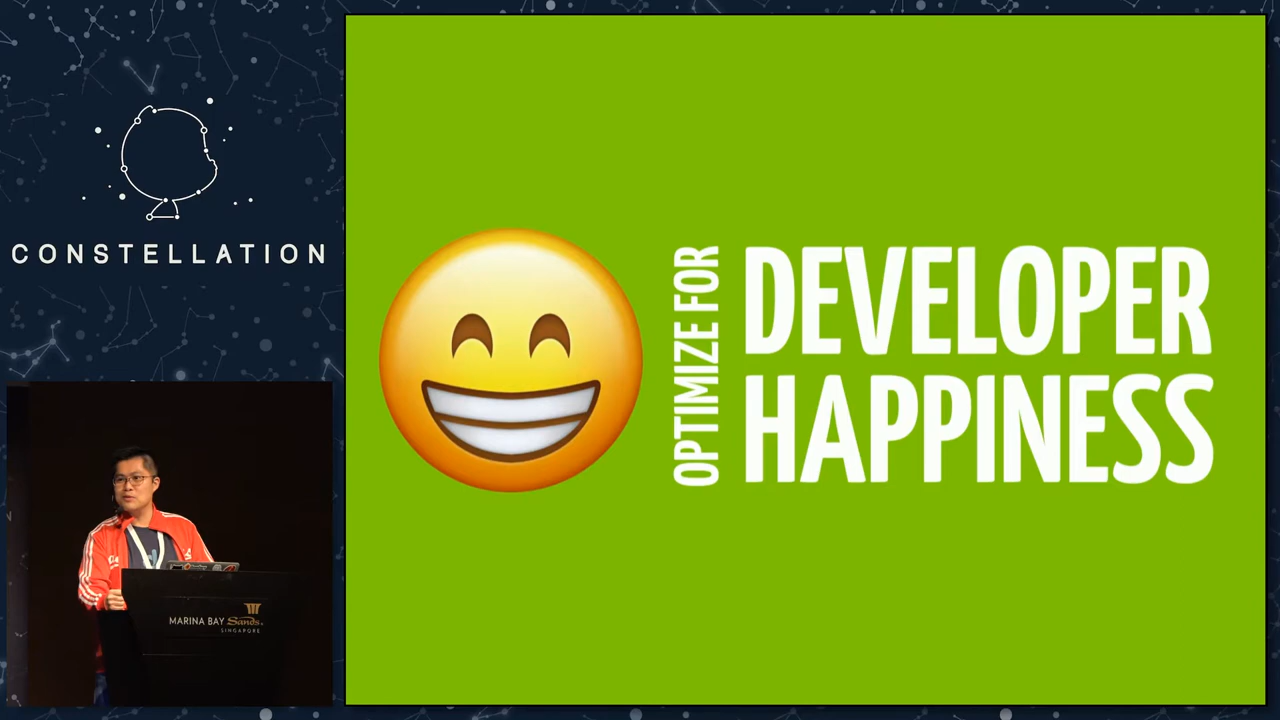 CONSTELLATION
OPTIMIZE FOR
DEVELOPER
HAPPINESS
MARINA BAY Sands.
SINGAPORE